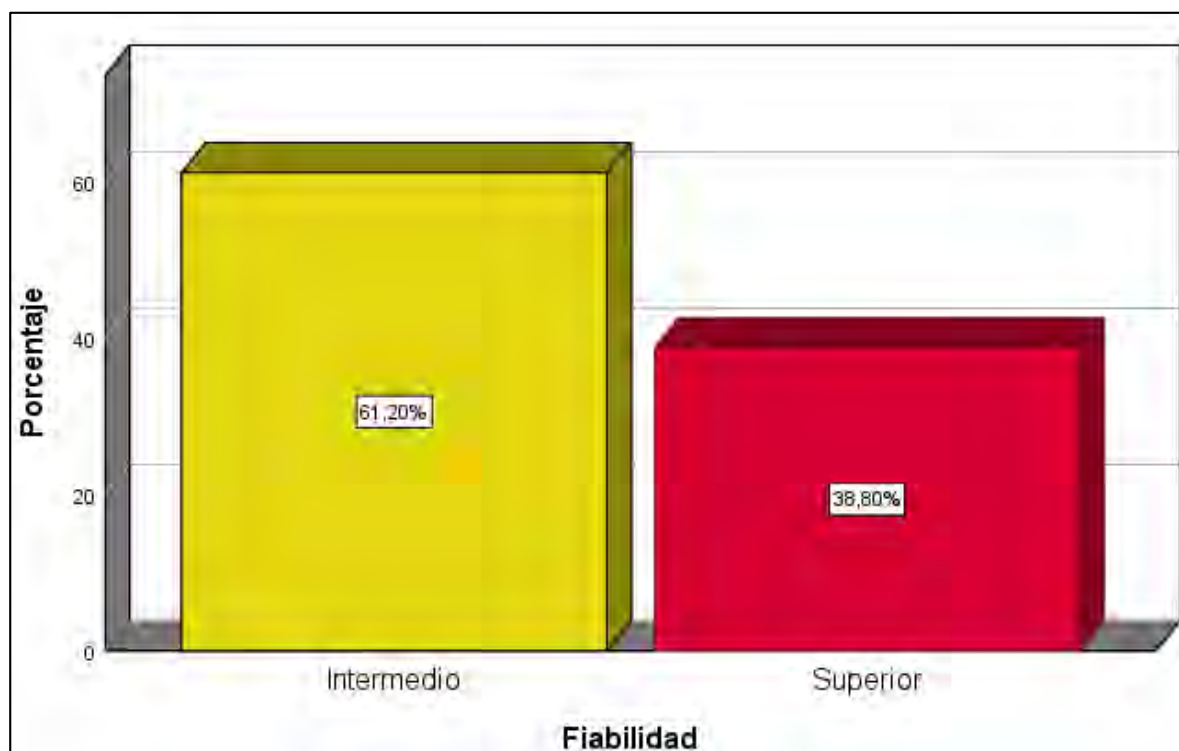 Porcentaje
60
40
20
0
61,20%
38,80%
Intermedio
Superior
Fiabilidad